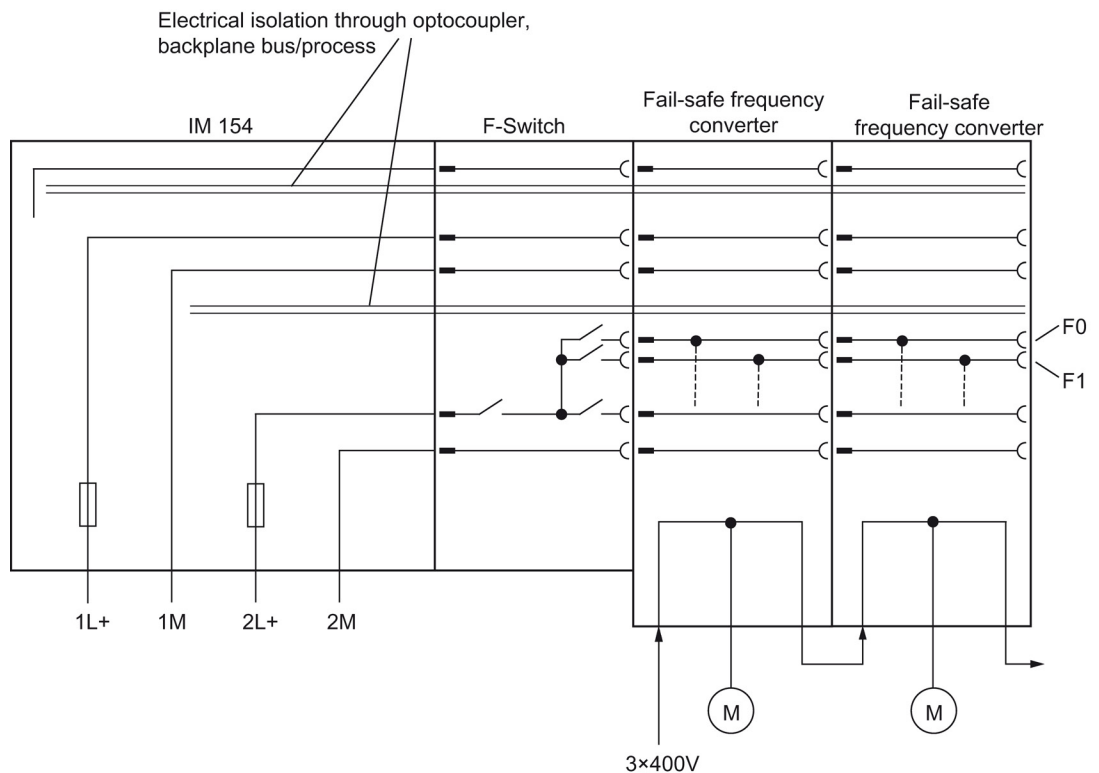 Electrical isolation through optocoupler,
backplane bus/process
IM 154
F-Switch
Fail-safe frequency
converter
Fail-safe
frequency converter
F0
F1
1L+
1M
2L+
2M
M
M
3×400V